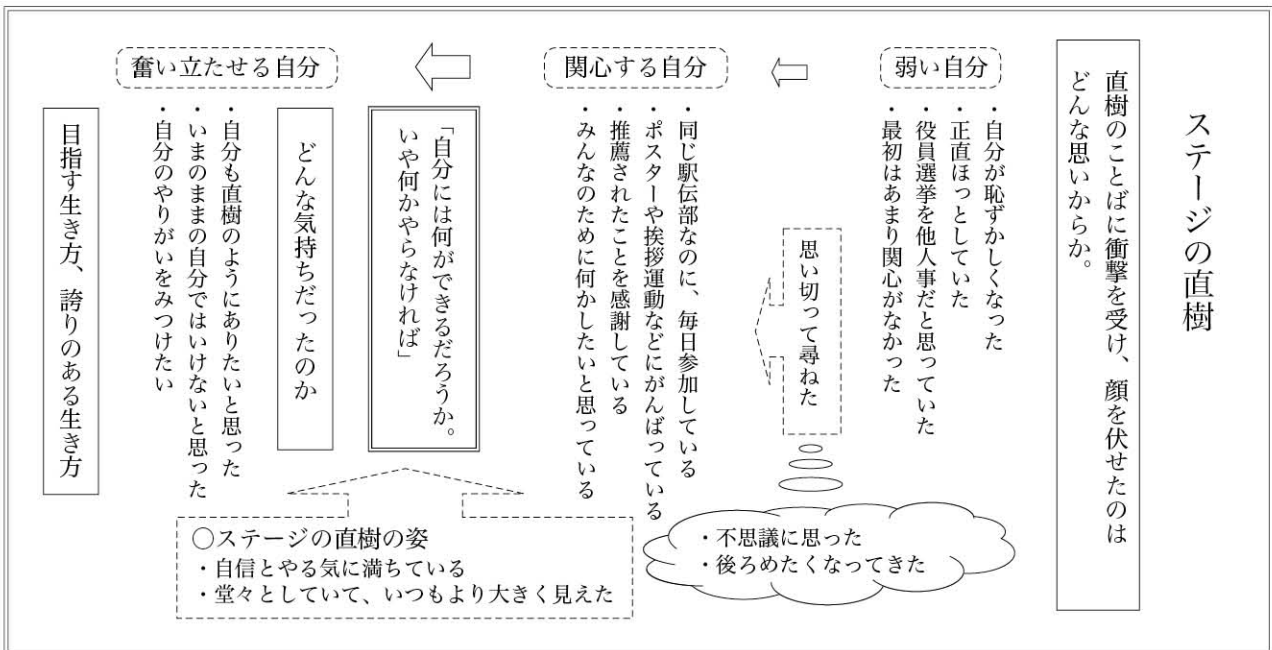 ステージの直樹
直樹のことばに衝撃を受け、顔を伏せたのは
どんな思いからか。
弱い自分
・自分が恥ずかしくなった
・正直ほっとしていた
・役員選挙を他人事だと思っていた
・最初はあまり関心がなかった
思い切って尋ねた
・不思議に思った
・後ろめたくなってきた
関心する自分
・同じ駅伝部なのに、毎日参加している
・ポスターや挨拶運動などにがんばっている
・推薦されたことを感謝している
・みんなのために何かしたいと思っている
「自分には何ができるだろうか。
いや何かやらなければ」
どんな気持ちだったのか
○ステージの直樹の姿
・自信とやる気に満ちている
・堂々としていて、いつもより大きく見えた
奮い立たせる自分
・自分も直樹のようにありたいと思った
・いまのままの自分ではいけないと思った
・自分のやりがいをみつけたい
目指す生き方、誇りのある生き方